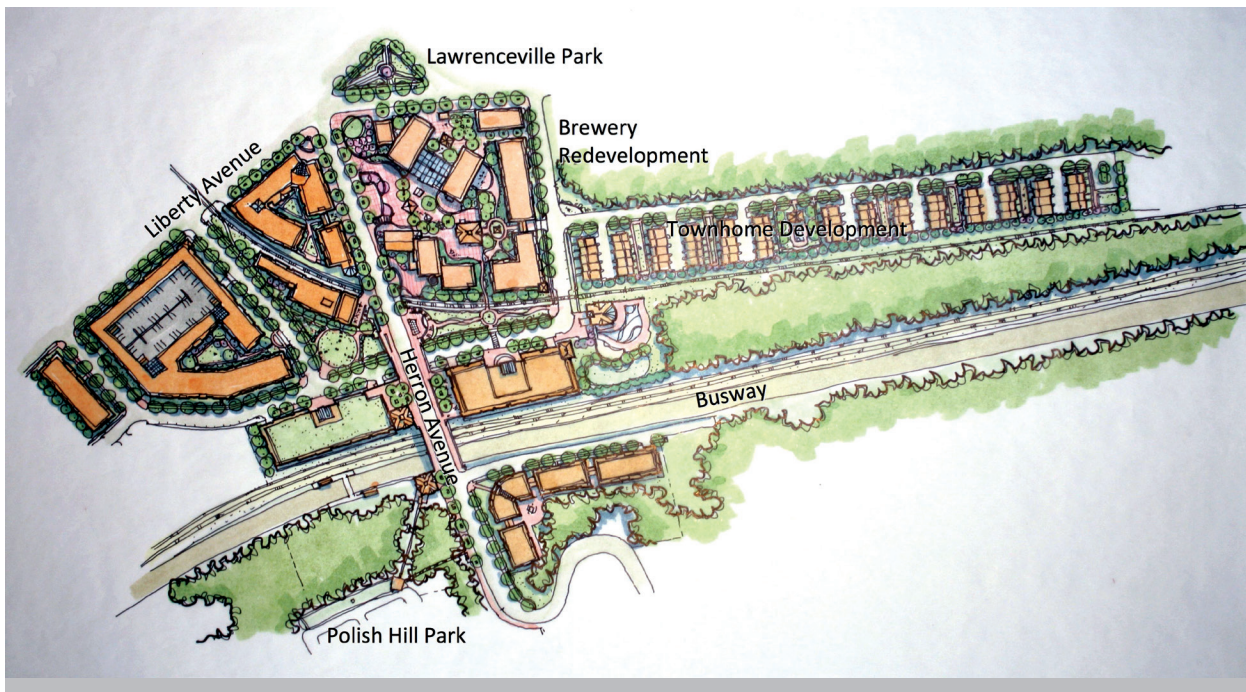 Lawrenceville Park
Brewery
Redevelopment
Liberty Avenue
Townhome Development
Herron Avenue
Busway
Polish Hill Park